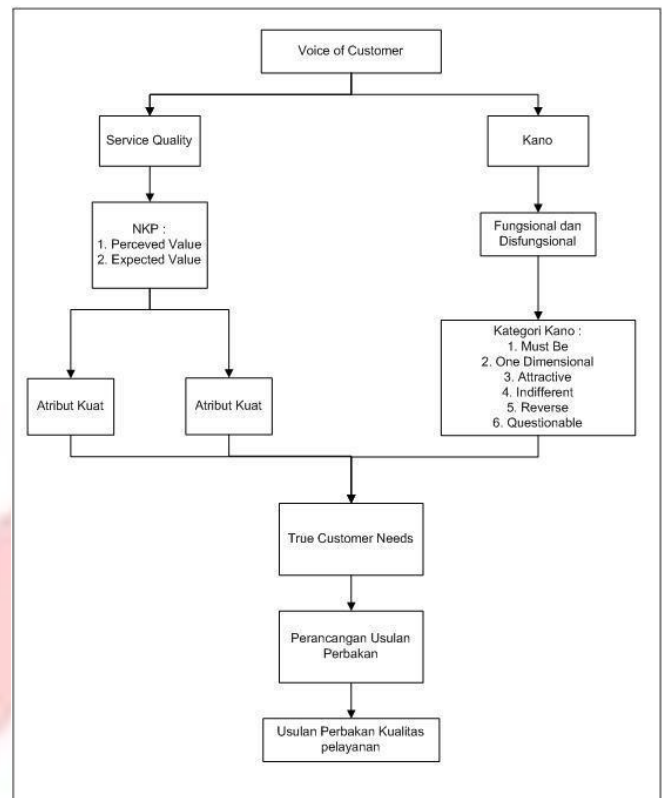 Voice of Customer
Service Quality
Kano
NKP :
1. Perceved Value
2. Expected Value
Fungsional dan
Disfungsional
Kategori Kano :
1. Must Be
2. One Dimensional
3. Attractive
4. Indifferent
5. Reverse
6. Questionable
Atribut Kuat
Atribut Kuat
True Customer Needs
Perancangan Usulan
Perbakan
Usulan Perbakan Kualitas
pelayanan